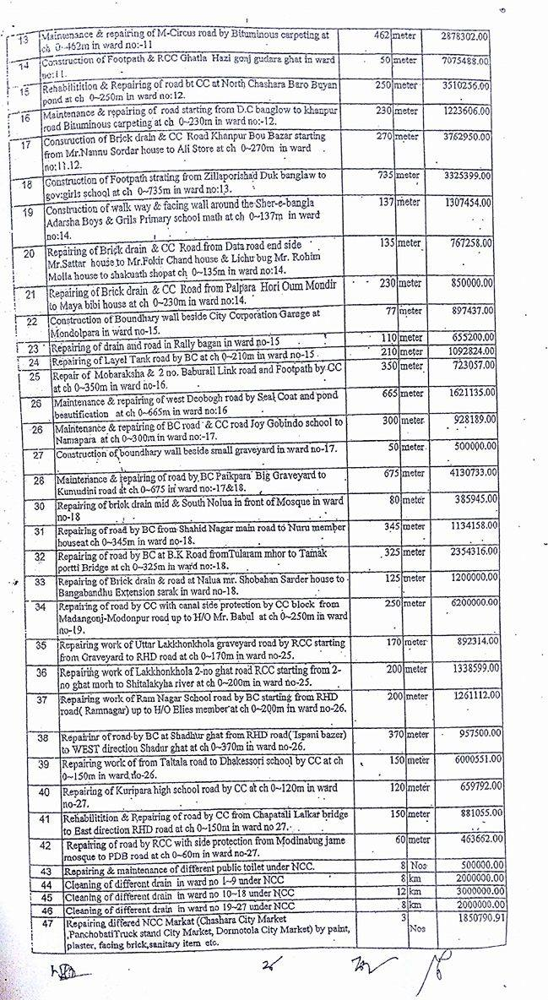 13 Maintenance & repairing of M-Circus road by Bituminous carpeting at 462 meter 2878302.00
ch 0~462m in ward no:-11
14 Construction of Footpath & RCC Ghatla Hazi gonj gudara ghat in ward 50 meter 7075488.00
no:11.
15 Rehabilitition & Repairing of road bt CC at North Chashara Baro Buyan 250 meter 3510256.00
pond at ch 0~250m in ward no:12.
16 Maintenance & repairing of road starting from D.C banglow to khanpur 230 meter 1223606.00
road Bituminous carpeting at ch 0~230m in ward no:-12.
17 Construction of Brick drain & CC Road Khanpur Bou Bazar starting 270 meter 3762950.00
from Mr.Nannu Sordar house to Ali Store at ch 0~270m in ward
no:11.12.
18 Construction of Footpath strating from Zillaporishad Duk banglaw to 735 meter 3325399.00
gov:girls school at ch 0~735m in ward no:13.
19 Construction of walk way & facing wall around the Sher-e-bangla 137 meter 1307454.00
Adarsha Boys & Grils Primary school math at ch 0~137m in ward
no:14.
20 Repairing of Brick drain & CC Road from Data road end side 135 meter 767258.00
Mr.Sattar house to Mr.Fokir Chand house & Lichu bug Mr. Rohim
Molla house to shakuath shopat ch 0~135m in ward no:14.
21 Repairing of Brick drain & CC Road from Palpara Hori Oum Mondir 230 meter 850000.00
to Maya bibi house at ch 0~230m in ward no:14.
22 Construction of Boundhary wall beside City Corporation Garage at 77 meter 897437.00
Mondolpara in ward no-15.
23 Repairing of drain and road in Rally bagan in ward no-15 110 meter 655200.00
24 Repairing of Layel Tank road by BC at ch 0~210m in ward no-15 210 meter 1092824.00
25 Repair of Mobaraksha & 2 no. Baburail Link road and Footpath by CC 350 meter 723057.00
at ch 0~350m in ward no-16.
26 Maintenance & repairing of west Deobogh road by Seal Coat and pond 665 meter 1621135.00
beautification at ch 0~665m in ward no:16
26 Maintenance & repairing of BC road & CC road Joy Gobindo school to 300 meter 928189.00
Namapara at ch 0~300m in ward no:-17.
27 Construction of boundhary wall beside small graveyard in ward no-17. 50 meter 500000.00
28 Maintenance & repairing of road by BC Paikpara Big Graveyard to 675 meter 4130733.00
Kumudini road at ch 0~675 in ward no:-17&18.
30 Repairing of brick drain mid & South Nolua in front of Mosque in ward 80 meter 385945.00
no-18
31 Repairing of road by BC from Shahid Nagar main road to Nuru member 345 meter 1134158.00
houseat ch 0~345m in ward no-18.
32 Repairing of road by BC at B.K Road fromTularam mhor to Tamak 325 meter 2354316.00
portti Bridge at ch 0~325m in ward no:-18.
33 Repairing of Brick drain & road at Nalua mr. Shobahan Sarder house to 125 meter 1200000.00
Bangabandhu Extension sarak in ward no-18.
34 Repairing of road by CC with canal side protection by CC block from 250 meter 6200000.00
Madangonj-Modonpur road up to H/O Mr. Babul at ch 0~250m in ward
no-19.
35 Repairing work of Uttar Lakkhonkhola graveyard road by RCC starting 170 meter 892314.00
from Graveyard to RHD road at ch 0~170m in ward no-25.
36 Repairing work of Lakkhonkhola 2-no ghat road RCC starting from 2- 200 meter 1338599.00
no ghat morh to Shitalakyha river at ch 0~200m in ward no-25.
37 Repairing work of Ram Nagar School road by BC starting from RHD 200 meter 1261112.00
road( Ramnagar) up to H/O Elies member at ch 0~200m in ward no-26.
38 Repairinr of road by BC at Shadhur ghat from RHD road( Ispani bazer) 370 meter 957500.00
to WEST direction Shadur ghat at ch 0~370m in ward no-26.
39 Repairing work of from Taltala road to Dhakessori school by CC at ch 150 meter 6000551.00
0~150m in ward no-26.
40 Repairing of Kuripara high school road by CC at ch 0~120m in ward 120 meter 659792.00
no-27.
41 Rehabilitition & Repairing of road by CC from Chapatali Lalkar bridge 150 meter 881055.00
to East direction RHD road at ch 0~150m in ward no 27.
42 Repairing of road by RCC with side protection from Modinabug jame 60 meter 463662.00
mosque to PDB road at ch 0~60m in ward no-27.
43 Repairing & maintenance of different public toilet under NCC. 8 Nos 500000.00
44 Cleaning of different drain in ward no 1~9 under NCC 8 km 2000000.00
45 Cleaning of different drain in ward no 10~18 under NCC 12 km 3000000.00
46 Cleaning of different drain in ward no 19~27 under NCC 8 km 2000000.00
47 Repairing differed NCC Markat (Chashara City Market 3 Nos 1850790.91
,PanchobatiTruck stand City Market, Dormotola City Market) by paint,
plaster, facing brick,sanitary item etc.